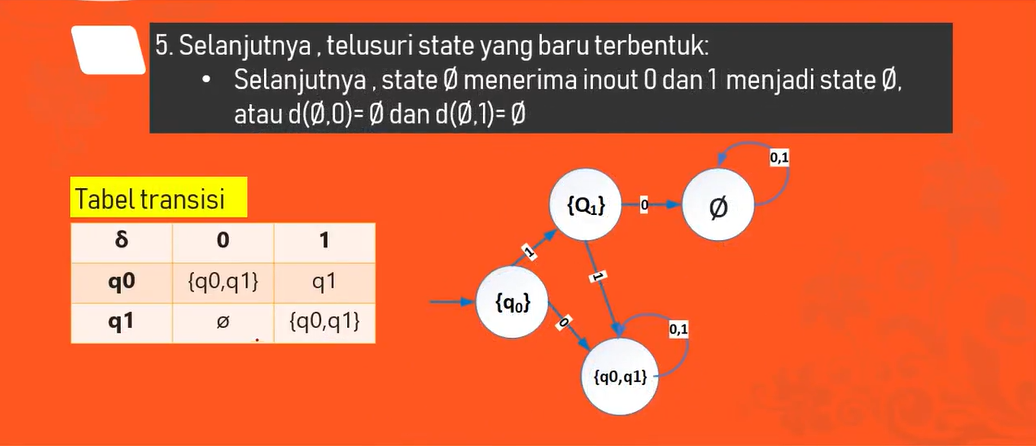 5. Selanjutnya , telusuri state yang baru terbentuk:
• Selanjutnya , state Ø menerima inout 0 dan 1 menjadi state Ø,
atau d(Ø,0)= Ø dan d(Ø,1)= Ø
Tabel transisi
δ 0 1
q0 {q0,q1} q1
q1 ø {q0,q1}
0,1
{Q₁} 0 Ø
1
1
{q₀}
0
0,1
{q0,q1}